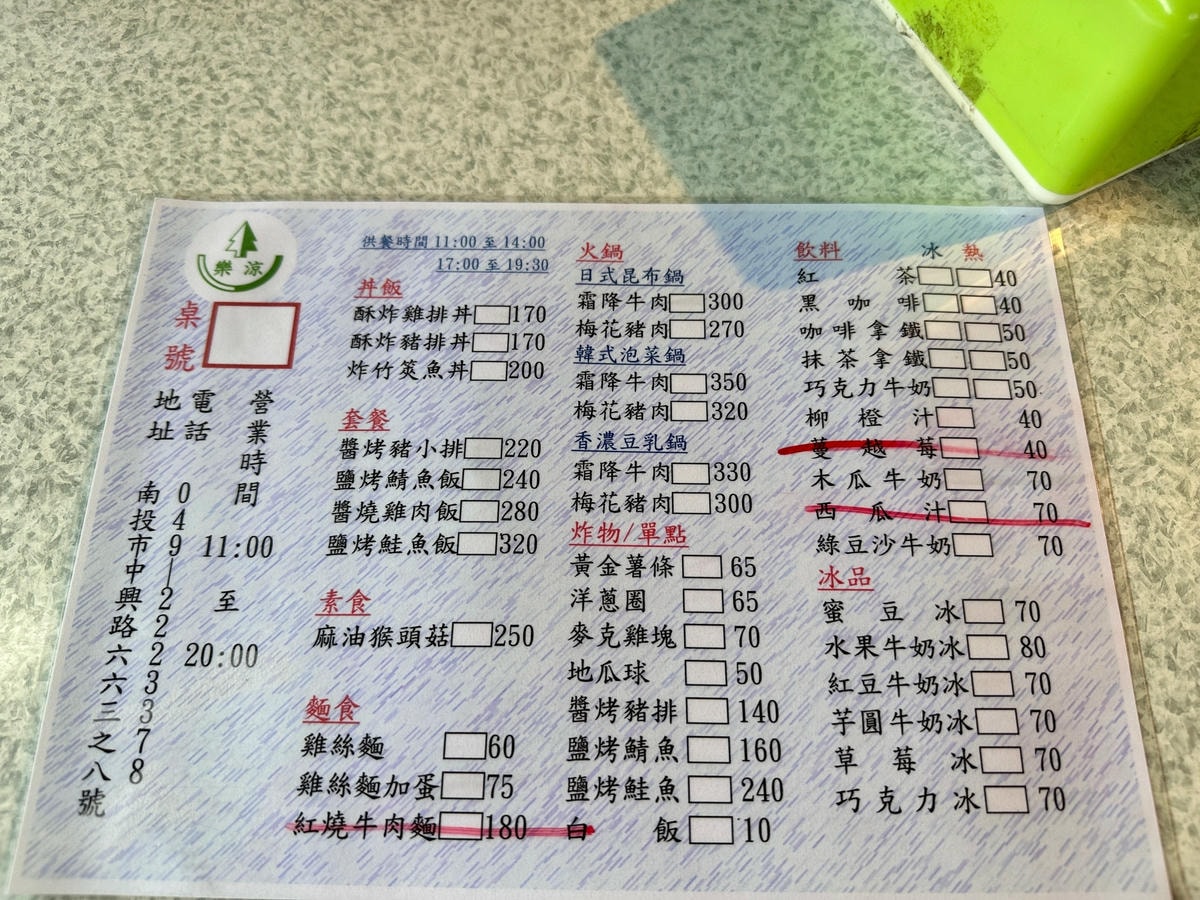 樂涼
桌號
地址 南投市中興路六六三之八號
電話 049-2223378
營業時間 11:00 至 20:00
供餐時間 11:00 至 14:00
17:00 至 19:30
丼飯
酥炸雞排丼 170
酥炸豬排丼 170
炸竹筴魚丼 200
套餐
醬烤豬小排 220
鹽烤鯖魚飯 240
醬燒雞肉飯 280
鹽烤鮭魚飯 320
素食
麻油猴頭菇 250
麵食
雞絲麵 60
雞絲麵加蛋 75
紅燒牛肉麵 180
火鍋
日式昆布鍋
霜降牛肉 300
梅花豬肉 270
韓式泡菜鍋
霜降牛肉 350
梅花豬肉 320
香濃豆乳鍋
霜降牛肉 330
梅花豬肉 300
炸物/單點
黃金薯條 65
洋蔥圈 65
麥克雞塊 70
地瓜球 50
醬烤豬排 140
鹽烤鯖魚 160
鹽烤鮭魚 240
白飯 10
飲料 冰 熱
紅茶 40
黑咖啡 40
咖啡拿鐵 50
抹茶拿鐵 50
巧克力牛奶 50
柳橙汁 40
蔓越莓 40
木瓜牛奶 70
西瓜汁 70
綠豆沙牛奶 70
冰品
蜜豆冰 70
水果牛奶冰 80
紅豆牛奶冰 70
芋圓牛奶冰 70
草莓冰 70
巧克力冰 70